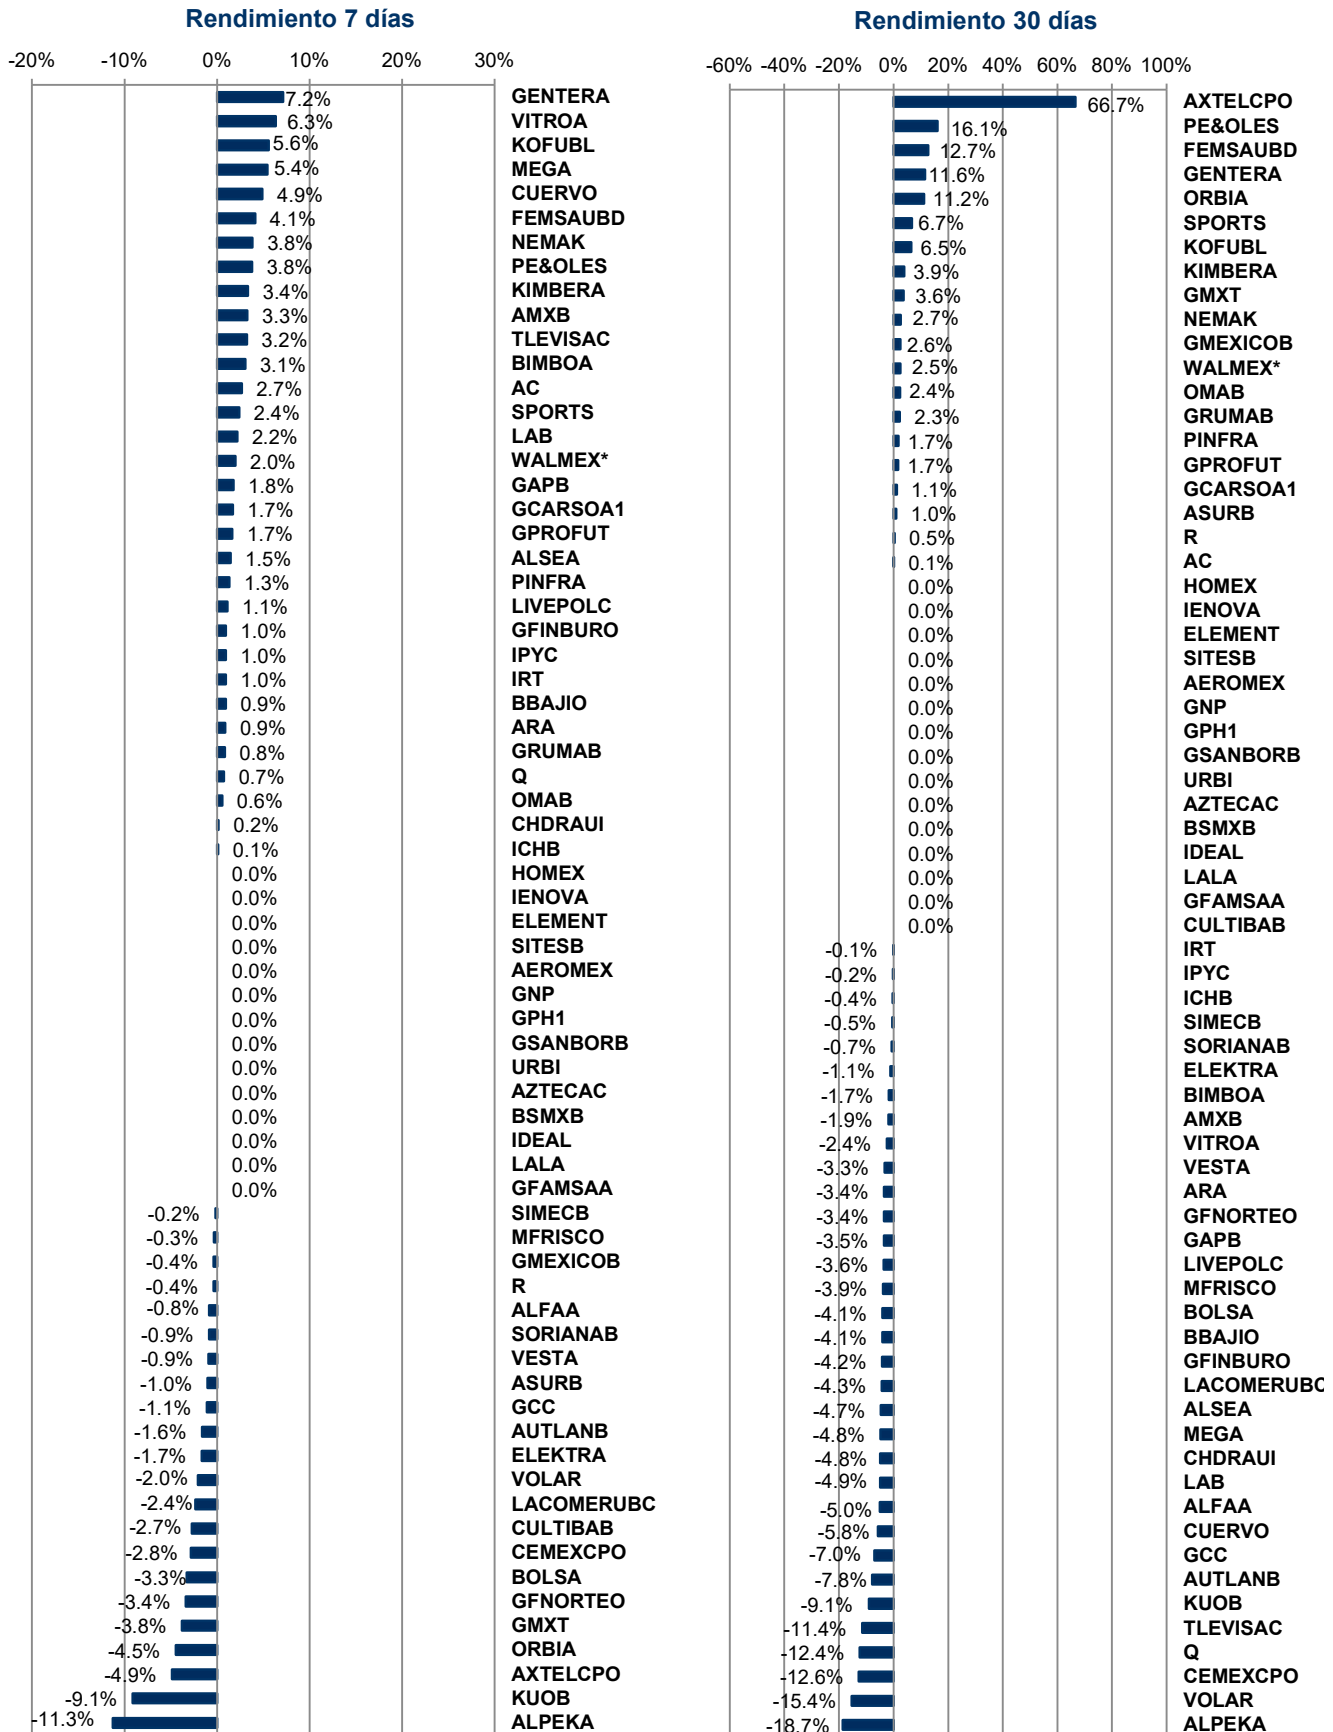 Rendimiento 7 días
-20% -10% 0% 10% 20% 30%
7.2% GENTERA
6.3% VITROA
5.6% KOFUBL
5.4% MEGA
4.9% CUERVO
4.1% FEMSAUBD
3.8% NEMAK
3.8% PE&OLES
3.4% KIMBERA
3.3% AMXB
3.2% TLEVISAC
3.1% BIMBOA
2.7% AC
2.4% SPORTS
2.2% LAB
2.0% WALMEX*
1.8% GAPB
1.7% GCARSOA1
1.7% GPROFUT
1.5% ALSEA
1.3% PINFRA
1.1% LIVEPOLC
1.0% GFINBURO
1.0% IPYC
1.0% IRT
0.9% BBAJIO
0.9% ARA
0.8% GRUMAB
0.7% Q
0.6% OMAB
0.2% CHDRAUI
0.1% ICHB
0.0% HOMEX
0.0% IENOVA
0.0% ELEMENT
0.0% SITESB
0.0% AEROMEX
0.0% GNP
0.0% GPH1
0.0% GSANBORB
0.0% URBI
0.0% AZTECAC
0.0% BSMXB
0.0% IDEAL
0.0% LALA
0.0% GFAMSAA
-0.2% SIMECB
-0.3% MFRISCO
-0.4% GMEXICOB
-0.4% R
-0.8% ALFAA
-0.9% SORIANAB
-0.9% VESTA
-1.0% ASURB
-1.1% GCC
-1.6% AUTLANB
-1.7% ELEKTRA
-2.0% VOLAR
-2.4% LACOMERUBC
-2.7% CULTIBAB
-2.8% CEMEXCPO
-3.3% BOLSA
-3.4% GFNORTEO
-3.8% GMXT
-4.5% ORBIA
-4.9% AXTELCPO
-9.1% KUOB
-11.3% ALPEKA
Rendimiento 30 días
-60% -40% -20% 0% 20% 40% 60% 80% 100%
66.7% AXTELCPO
16.1% PE&OLES
12.7% FEMSAUBD
11.6% GENTERA
11.2% ORBIA
6.7% SPORTS
6.5% KOFUBL
3.9% KIMBERA
3.6% GMXT
2.7% NEMAK
2.6% GMEXICOB
2.5% WALMEX*
2.4% OMAB
2.3% GRUMAB
1.7% PINFRA
1.7% GPROFUT
1.1% GCARSOA1
1.0% ASURB
0.5% R
0.1% AC
0.0% HOMEX
0.0% IENOVA
0.0% ELEMENT
0.0% SITESB
0.0% AEROMEX
0.0% GNP
0.0% GPH1
0.0% GSANBORB
0.0% URBI
0.0% AZTECAC
0.0% BSMXB
0.0% IDEAL
0.0% LALA
0.0% GFAMSAA
0.0% CULTIBAB
-0.1% IRT
-0.2% IPYC
-0.4% ICHB
-0.5% SIMECB
-0.7% SORIANAB
-1.1% ELEKTRA
-1.7% BIMBOA
-1.9% AMXB
-2.4% VITROA
-3.3% VESTA
-3.4% ARA
-3.4% GFNORTEO
-3.5% GAPB
-3.6% LIVEPOLC
-3.9% MFRISCO
-4.1% BOLSA
-4.1% BBAJIO
-4.2% GFINBURO
-4.3% LACOMERUBC
-4.7% ALSEA
-4.8% MEGA
-4.8% CHDRAUI
-4.9% LAB
-5.0% ALFAA
-5.8% CUERVO
-7.0% GCC
-7.8% AUTLANB
-9.1% KUOB
-11.4% TLEVISAC
-12.4% Q
-12.6% CEMEXCPO
-15.4% VOLAR
-18.7% ALPEKA